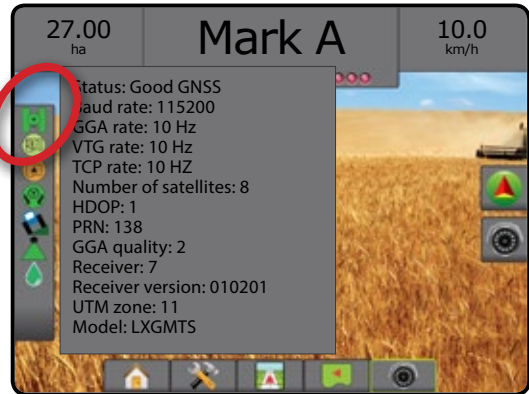 27.00
ha
Mark A
10.0
km/h
Status: Good GNSS
Baud rate: 115200
GGA rate: 10 Hz
VTG rate: 10 Hz
TCP rate: 10 HZ
Number of satellites: 8
HDOP: 1
PRN: 138
GGA quality: 2
Receiver: 7
Receiver version: 010201
UTM zone: 11
Model: LXGMTS